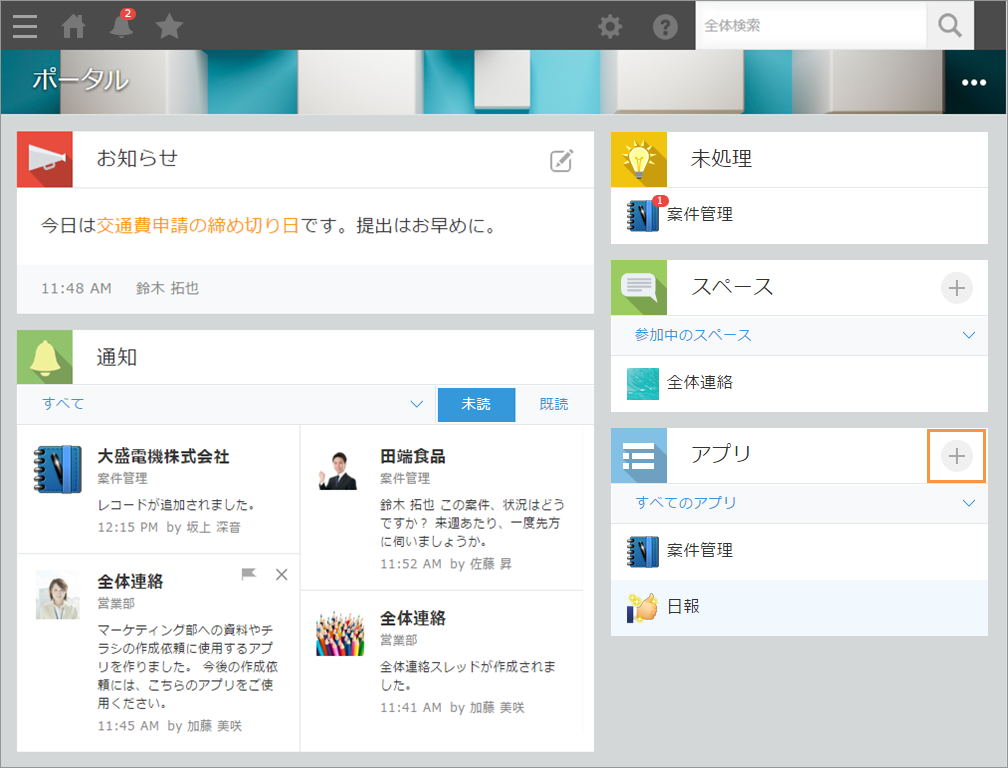 2
全体検索
ポータル
お知らせ
今日は交通費申請の締め切り日です。提出はお早めに。
11:48 AM 鈴木 拓也
通知
すべて
未読
既読
大盛電機株式会社
案件管理
レコードが追加されました。
12:15 PM by 坂上 深音
全体連絡
営業部
マーケティング部への資料やチ
ラシの作成依頼に使用するアプ
リを作りました。 今後の作成依
頼には、こちらのアプリをご使
用ください。
11:45 AM by 加藤 美咲
田端食品
案件管理
鈴木 拓也 この案件、状況はどう
ですか？ 来週あたり、一度先方
に伺いましょうか。
11:52 AM by 佐藤 昇
全体連絡
営業部
全体連絡スレッドが作成されま
した。
11:41 AM by 加藤 美咲
未処理
1
案件管理
スペース
参加中のスペース
全体連絡
アプリ
すべてのアプリ
案件管理
日報